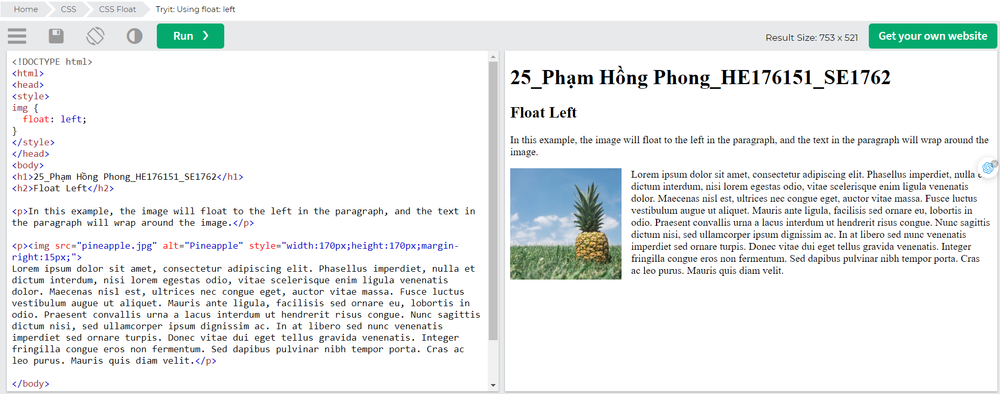 Home CSS CSS Float Tryit: Using float: left
Run ❯ Result Size: 753 x 521 Get your own website
<!DOCTYPE html>
<html>
<head>
<style>
img {
  float: left;
}
</style>
</head>
<body>
<h1>25_Phạm Hồng Phong_HE176151_SE1762</h1>
<h2>Float Left</h2>
<p>In this example, the image will float to the left in the paragraph, and the text in
the paragraph will wrap around the image.</p>
<p><img src="pineapple.jpg" alt="Pineapple" style="width:170px;height:170px;margin-
right:15px;">
Lorem ipsum dolor sit amet, consectetur adipiscing elit. Phasellus imperdiet, nulla et
dictum interdum, nisi lorem egestas odio, vitae scelerisque enim ligula venenatis
dolor. Maecenas nisl est, ultrices nec congue eget, auctor vitae massa. Fusce luctus
vestibulum augue ut aliquet. Mauris ante ligula, facilisis sed ornare eu, lobortis in
odio. Praesent convallis urna a lacus interdum ut hendrerit risus congue. Nunc sagittis
dictum nisi, sed ullamcorper ipsum dignissim ac. In at libero sed nunc venenatis
imperdiet sed ornare turpis. Donec vitae dui eget tellus gravida venenatis. Integer
fringilla congue eros non fermentum. Sed dapibus pulvinar nibh tempor porta. Cras ac
leo purus. Mauris quis diam velit.</p>
</body>
25_Phạm Hồng Phong_HE176151_SE1762
Float Left
In this example, the image will float to the left in the paragraph, and the text in the paragraph will wrap around the
image.
Lorem ipsum dolor sit amet, consectetur adipiscing elit. Phasellus imperdiet, nulla
dictum interdum, nisi lorem egestas odio, vitae scelerisque enim ligula venenatis
dolor. Maecenas nisl est, ultrices nec congue eget, auctor vitae massa. Fusce luctus
vestibulum augue ut aliquet. Mauris ante ligula, facilisis sed ornare eu, lobortis in
odio. Praesent convallis urna a lacus interdum ut hendrerit risus congue. Nunc sagittis
dictum nisi, sed ullamcorper ipsum dignissim ac. In at libero sed nunc venenatis
imperdiet sed ornare turpis. Donec vitae dui eget tellus gravida venenatis. Integer
fringilla congue eros non fermentum. Sed dapibus pulvinar nibh tempor porta. Cras
ac leo purus. Mauris quis diam velit.